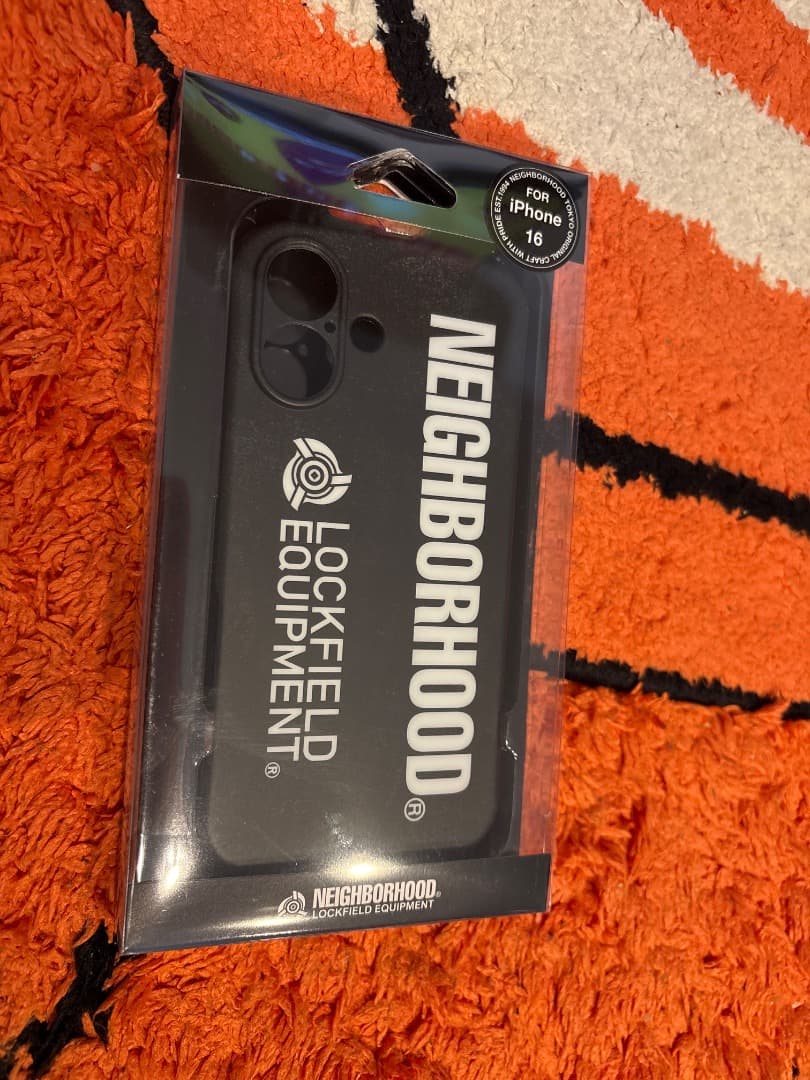 NEIGHBORHOOD TOKYO ORIGINAL CRAFT WITH PRIDE EST.1994
FOR
iPhone
16
NEIGHBORHOOD®
LOCKFIELD
EQUIPMENT®
NEIGHBORHOOD®
LOCKFIELD EQUIPMENT